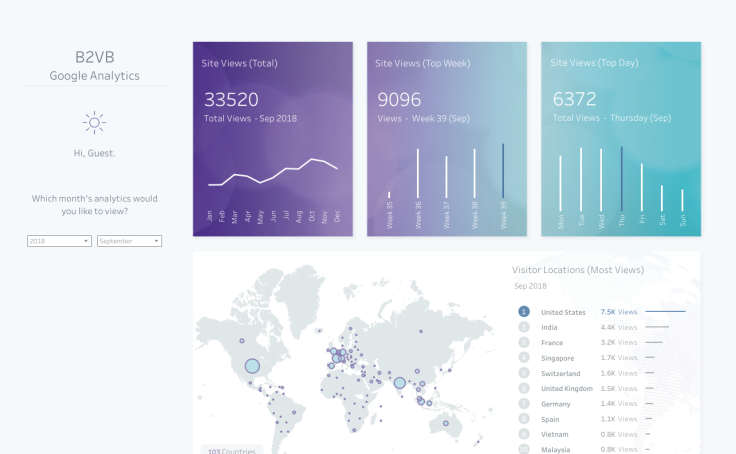 B2VB
Google Analytics
Hi, Guest.
Which month's analytics would
you like to view?
2018
September
Site Views (Total)
33520
Total Views - Sep 2018
Jan
Feb
Mar
Apr
May
Jun
Jul
Aug
Oct
Nov
Dec
Site Views (Top Week)
9096
Views - Week 39 (Sep)
Week 35
Week 36
Week 37
Week 38
Week 39
Site Views (Top Day)
6372
Total Views - Thursday (Sep)
Mon
Tue
Wed
Thu
Fri
Sat
Sun
Visitor Locations (Most Views)
Sep 2018
1 United States 7.5K Views
2 India 4.4K Views
3 France 3.2K Views
4 Singapore 1.7K Views
5 Switzerland 1.6K Views
6 United Kingdom 1.5K Views
7 Germany 1.4K Views
8 Spain 1.1K Views
9 Vietnam 0.8K Views
10 Malaysia 0.8K Views
103 Countries